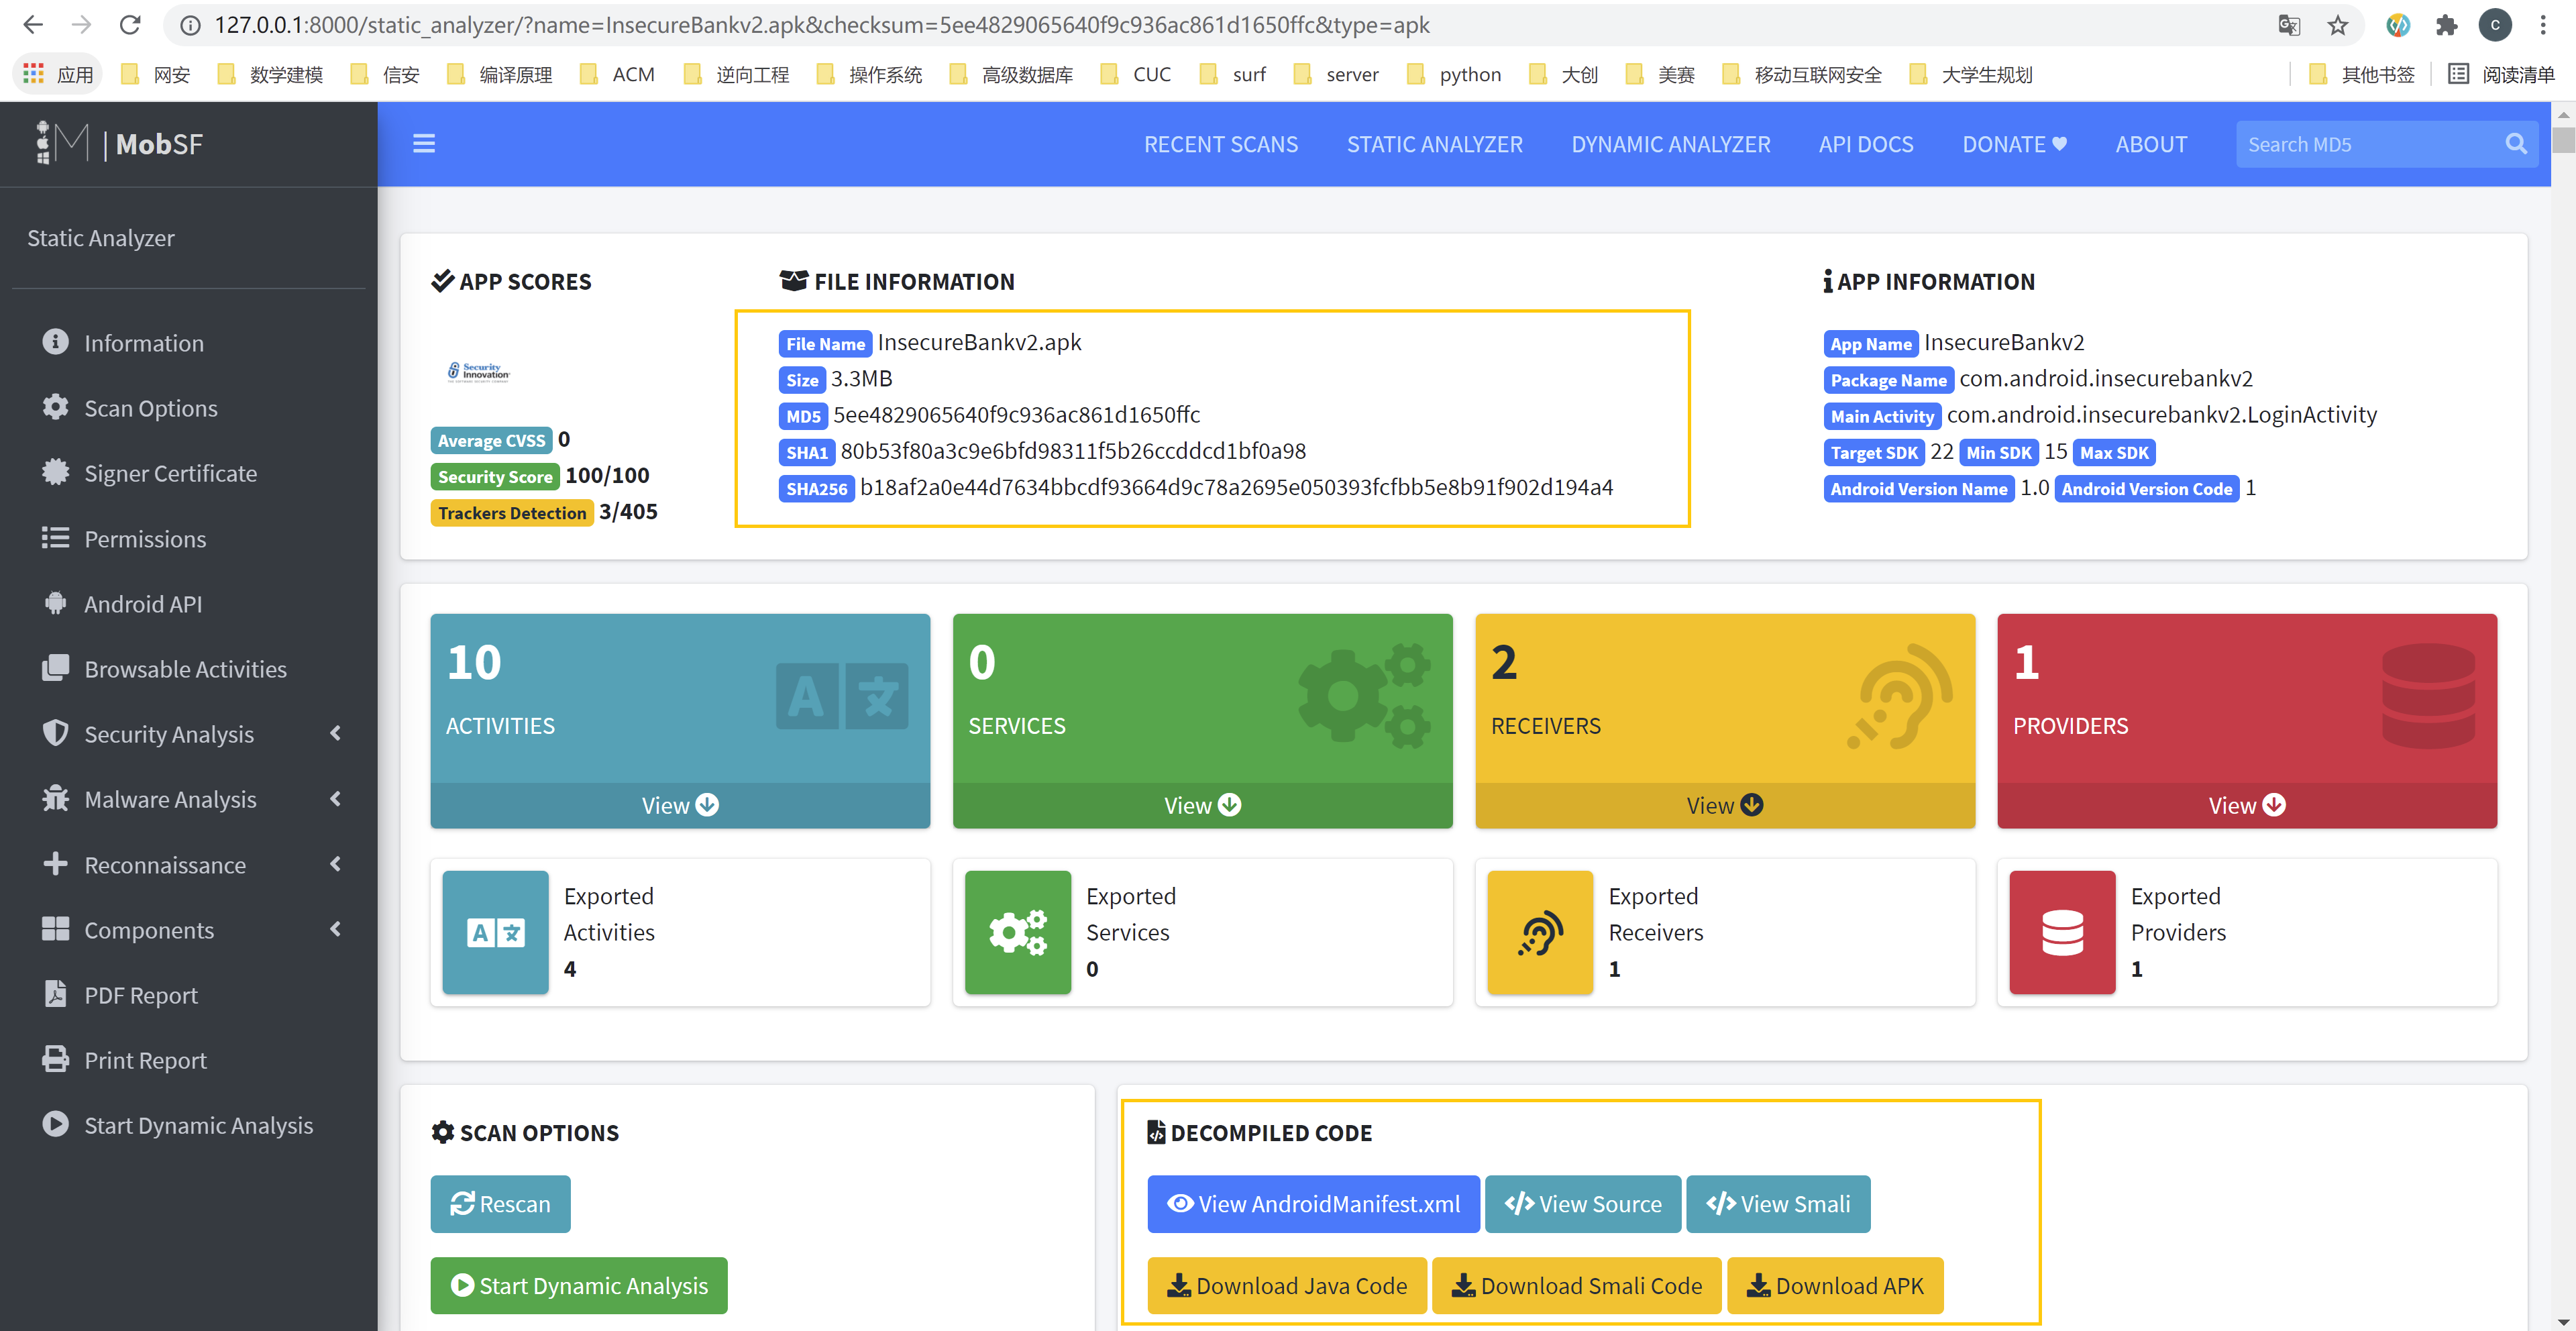 127.0.0.1:8000/static_analyzer/?name=InsecureBankv2.apk&checksum=5ee4829065640f9c936ac861d1650ffc&type=apk
C
应用 网安 数学建模 信安 编译原理 ACM 逆向工程 操作系统 高级数据库 CUC surf server python 大创 美赛 移动互联网安全 大学生规划 其他书签 阅读清单
M | MobSF
RECENT SCANS STATIC ANALYZER DYNAMIC ANALYZER API DOCS DONATE ABOUT Search MD5
Static Analyzer
Information
Scan Options
Signer Certificate
Permissions
Android API
Browsable Activities
Security Analysis
Malware Analysis
Reconnaissance
Components
PDF Report
Print Report
Start Dynamic Analysis
APP SCORES
Security
Innovation
Average CVSS 0
Security Score 100/100
Trackers Detection 3/405
FILE INFORMATION
File Name InsecureBankv2.apk
Size 3.3MB
MD5 5ee4829065640f9c936ac861d1650ffc
SHA1 80b53f80a3c9e6bfd98311f5b26ccddcd1bf0a98
SHA256 b18af2a0e44d7634bbcdf93664d9c78a2695e050393fcfbb5e8b91f902d194a4
APP INFORMATION
App Name InsecureBankv2
Package Name com.android.insecurebankv2
Main Activity com.android.insecurebankv2.LoginActivity
Target SDK 22 Min SDK 15 Max SDK
Android Version Name 1.0 Android Version Code 1
10
ACTIVITIES
View
0
SERVICES
View
2
RECEIVERS
View
1
PROVIDERS
View
Exported
Activities
4
Exported
Services
0
Exported
Receivers
1
Exported
Providers
1
SCAN OPTIONS
Rescan
Start Dynamic Analysis
DECOMPILED CODE
View AndroidManifest.xml View Source View Smali
Download Java Code Download Smali Code Download APK